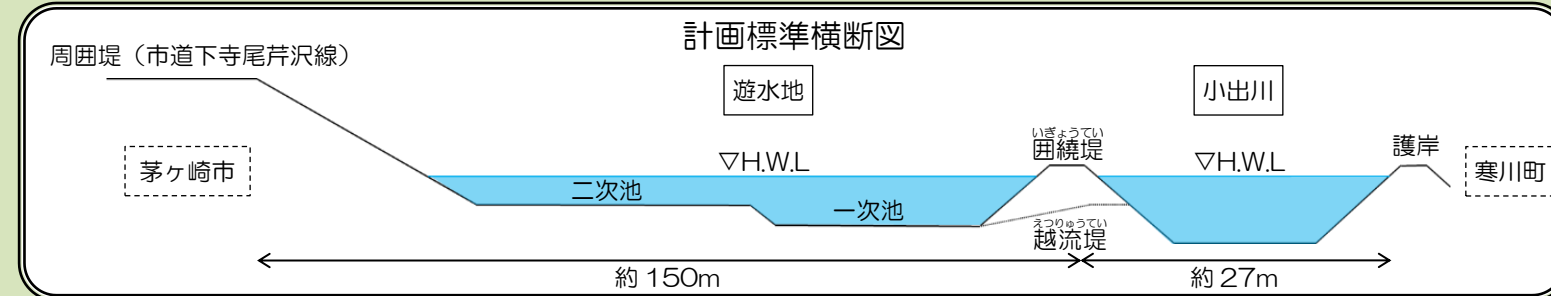 計画標準横断図
周囲堤（市道下寺尾芹沢線）
遊水地
小出川
茅ヶ崎市
▽H.W.L
いぎょうてい
囲繞堤
▽H.W.L
護岸
寒川町
二次池
一次池
えつりゅうてい
越流堤
約150m
約27m